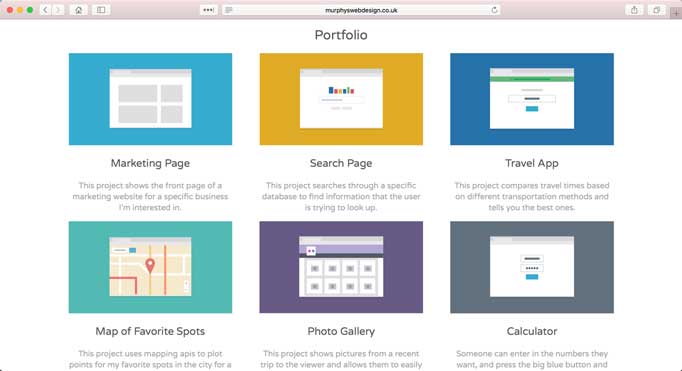 murphyswebdesign.co.uk
Portfolio
Marketing Page
Search Page
Travel App
This project shows the front page of a
marketing website for a specific business
I'm interested in.
This project searches through a specific
database to find information that the user
is trying to look up.
This project compares travel times based
on different transportation methods and
tells you the best ones.
Map of Favorite Spots
Photo Gallery
Calculator
This project uses mapping apis to plot
points for my favorite spots in the city for a
This project shows pictures from a recent
trip to the viewer and allows them to easily
Someone can enter in the numbers they
want, and press the big blue button and